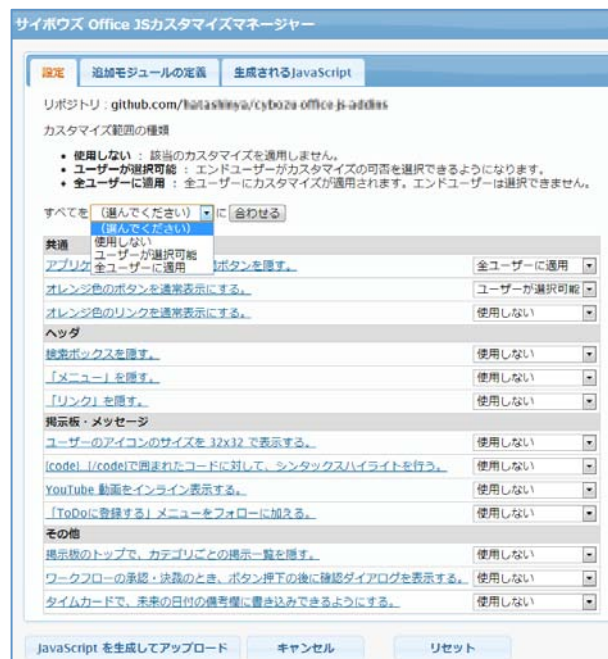 サイボウズ Office JSカスタマイズマネージャー
設定 追加モジュールの定義 生成されるJavaScript
リポジトリ : github.com/
カスタマイズ範囲の種類
• 使用しない : 該当のカスタマイズを適用しません。
• ユーザーが選択可能 : エンドユーザーがカスタマイズの可否を選択できるようになります。
• 全ユーザーに適用 : 全ユーザーにカスタマイズが適用されます。エンドユーザーは選択できません。
すべてを (選んでください) に 合わせる
(選んでください)
使用しない
ユーザーが選択可能
全ユーザーに適用
共通
アプリケ ボタンを隠す。 全ユーザーに適用
オレンジ色のボタンを通常表示にする。 ユーザーが選択可能
オレンジ色のリンクを通常表示にする。 使用しない
ヘッダ
検索ボックスを隠す。 使用しない
「メニュー」を隠す。 使用しない
「リンク」を隠す。 使用しない
掲示板・メッセージ
ユーザーのアイコンのサイズを 32x32 で表示する。 使用しない
[code]...[/code]で囲まれたコードに対して、シンタックスハイライトを行う。 使用しない
YouTube 動画をインライン表示する。 使用しない
「ToDoに登録する」メニューをフォローに加える。 使用しない
その他
掲示板のトップで、カテゴリごとの掲示一覧を隠す。 使用しない
ワークフローの承認・決裁のとき、ボタン押下の後に確認ダイアログを表示する。 使用しない
タイムカードで、未来の日付の備考欄に書き込みできるようにする。 使用しない
JavaScript を生成してアップロード キャンセル リセット